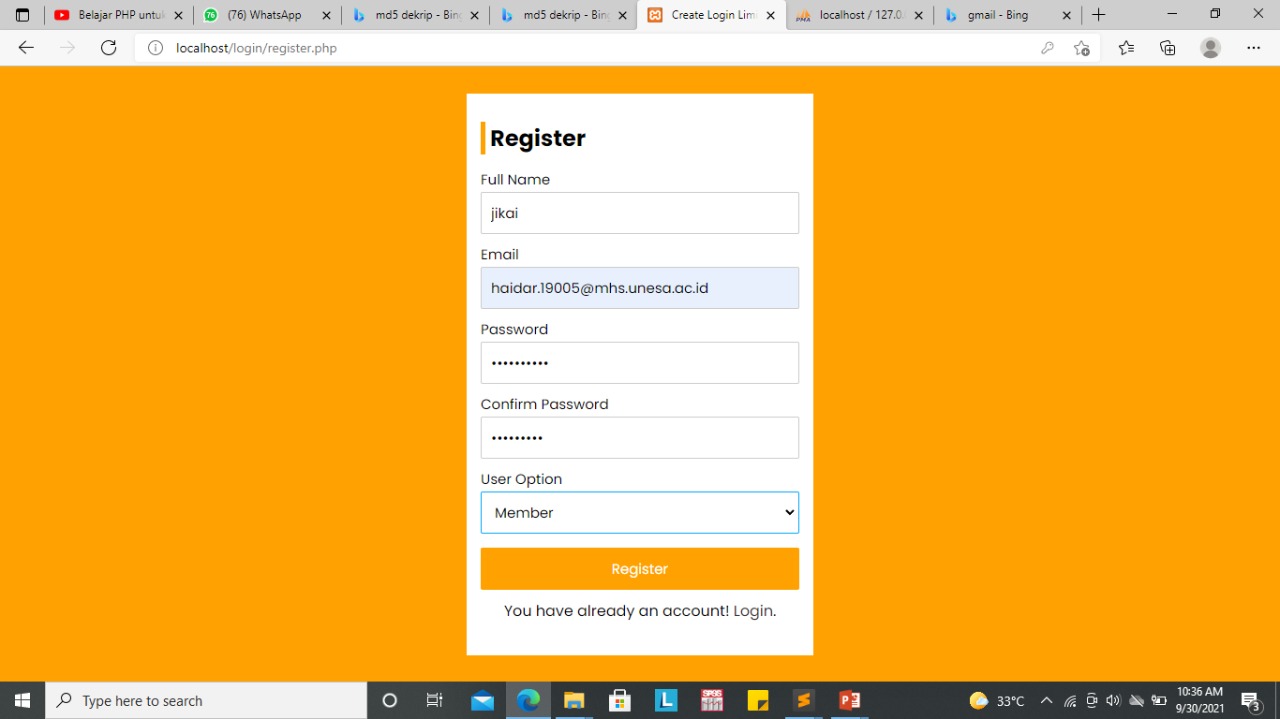 Belajar PHP untuk
(76) WhatsApp
md5 dekrip - Bing
md5 dekrip - Bing
Create Login Lim
localhost / 127.0.
gmail - Bing
localhost/login/register.php
Register
Full Name
jikai
Email
haidar.19005@mhs.unesa.ac.id
Password
••••••••••
Confirm Password
•••••••••
User Option
Member
Register
You have already an account! Login.
Type here to search
33°C
10:36 AM
9/30/2021
3